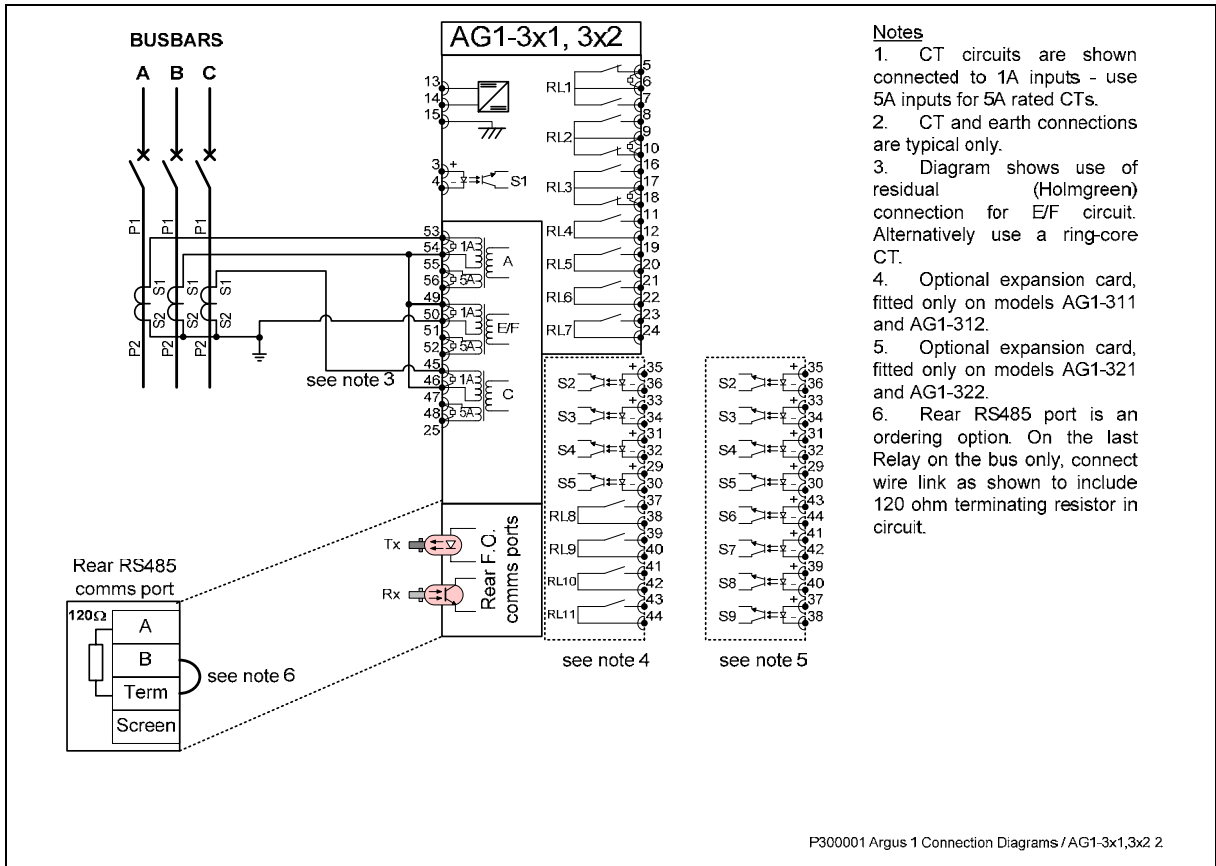 BUSBARS
A B C
P1 P1
S1 S1
S2 S2
P2 P2
AG1-3x1, 3x2
13
14
15
3 +
4 -
S1
53
54 1A
55 A
56 5A
49
50 1A
51 E/F
52 5A
45
46 1A
47 C
48 5A
25
see note 3
5
RL1 6
7
8
RL2 9
10
16
RL3 17
18
11
RL4 12
19
RL5 20
21
RL6 22
23
RL7 24
+ 35
S2 - 36
+ 33
S3 - 34
+ 31
S4 - 32
+ 29
S5 - 30
37
RL8 38
39
RL9 40
41
RL10 42
43
RL11 44
see note 4
+ 35
S2 - 36
+ 33
S3 - 34
+ 31
S4 - 32
+ 29
S5 - 30
+ 43
S6 - 44
+ 41
S7 - 42
+ 39
S8 - 40
+ 37
S9 - 38
see note 5
Tx
Rx
Rear F.O.
comms ports
Rear RS485
comms port
120Ω
A
B
Term
Screen
see note 6
Notes
1. CT circuits are shown
connected to 1A inputs - use
5A inputs for 5A rated CTs.
2. CT and earth connections
are typical only.
3. Diagram shows use of
residual (Holmgreen)
connection for E/F circuit.
Alternatively use a ring-core
CT.
4. Optional expansion card,
fitted only on models AG1-311
and AG1-312.
5. Optional expansion card,
fitted only on models AG1-321
and AG1-322.
6. Rear RS485 port is an
ordering option. On the last
Relay on the bus only, connect
wire link as shown to include
120 ohm terminating resistor in
circuit.
P300001 Argus 1 Connection Diagrams / AG1-3x1,3x2 2